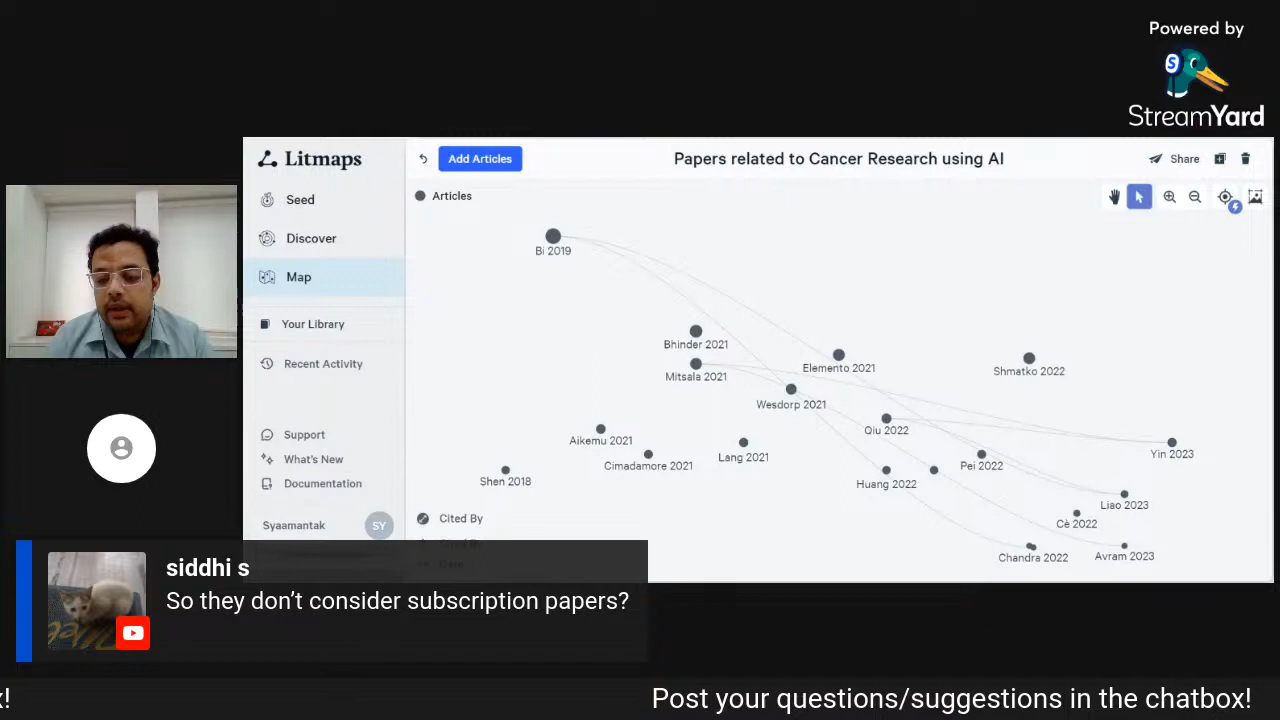 Powered by
S
StreamYard
Litmaps
Add Articles
Papers related to Cancer Research using AI
Share
Seed
Articles
Discover
Bi 2019
Map
Your Library
Bhinder 2021
Recent Activity
Mitsala 2021
Elemento 2021
Shmatko 2022
Wesdorp 2021
Qiu 2022
Support
Aikemu 2021
Lang 2021
Yin 2023
What's New
Cimadamore 2021
Pei 2022
Documentation
Shen 2018
Huang 2022
Liao 2023
Syaamantak
SY
Cited By
Cè 2022
Chandra 2022
Avram 2023
siddhi s
So they don’t consider subscription papers?
x!
Post your questions/suggestions in the chatbox!